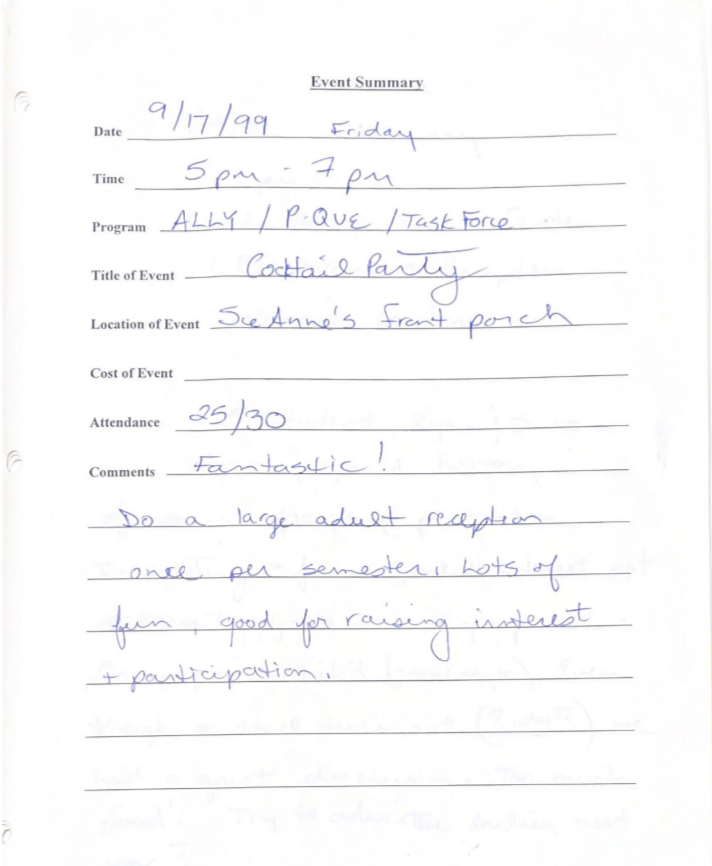 Event Summary
Date 9/17/99 Friday
Time 5 pm - 7 pm
Program ALLY / P-QUE / Task Force
Title of Event Cocktail Party
Location of Event Sue Anne's front porch
Cost of Event
Attendance 25/30
Comments Fantastic!
Do a large adult reception
once per semester, Lots of
fun, good for raising interest
+ participation.